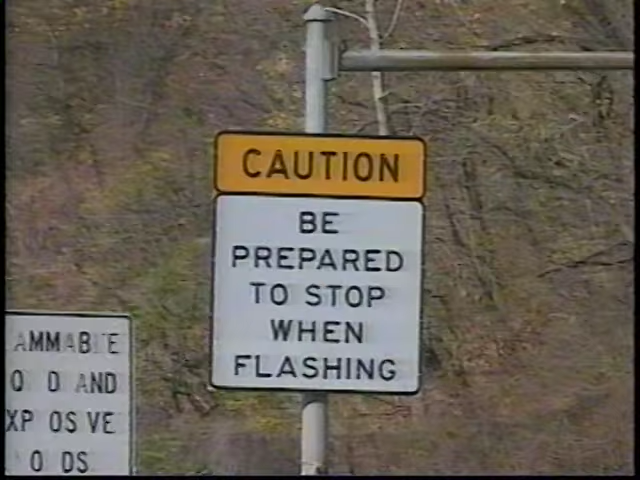 CAUTION
BE
PREPARED
TO STOP
WHEN
FLASHING
AND